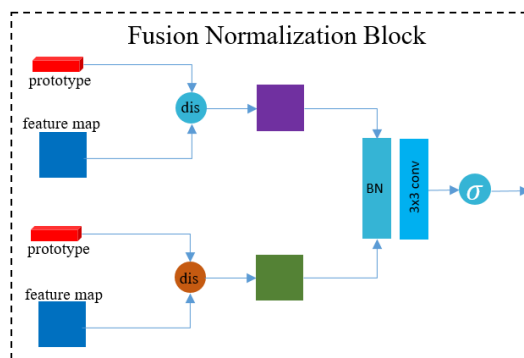 Fusion Normalization Block
prototype
dis
feature map
BN
3x3 conv
σ
prototype
dis
feature map